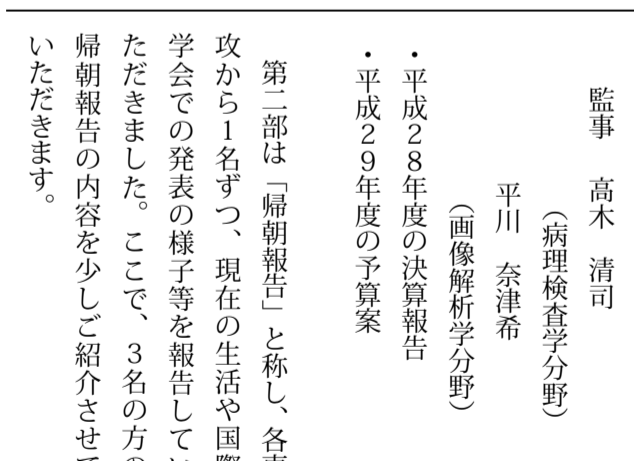 監事　高木　清司
（病理検査学分野）
平川　奈津希
（画像解析学分野）
・平成２８年度の決算報告
・平成２９年度の予算案
第二部は「帰朝報告」と称し、各専
攻から１名ずつ、現在の生活や国際
学会での発表の様子等を報告してい
ただきました。ここで、３名の方の
帰朝報告の内容を少しご紹介させて
いただきます。